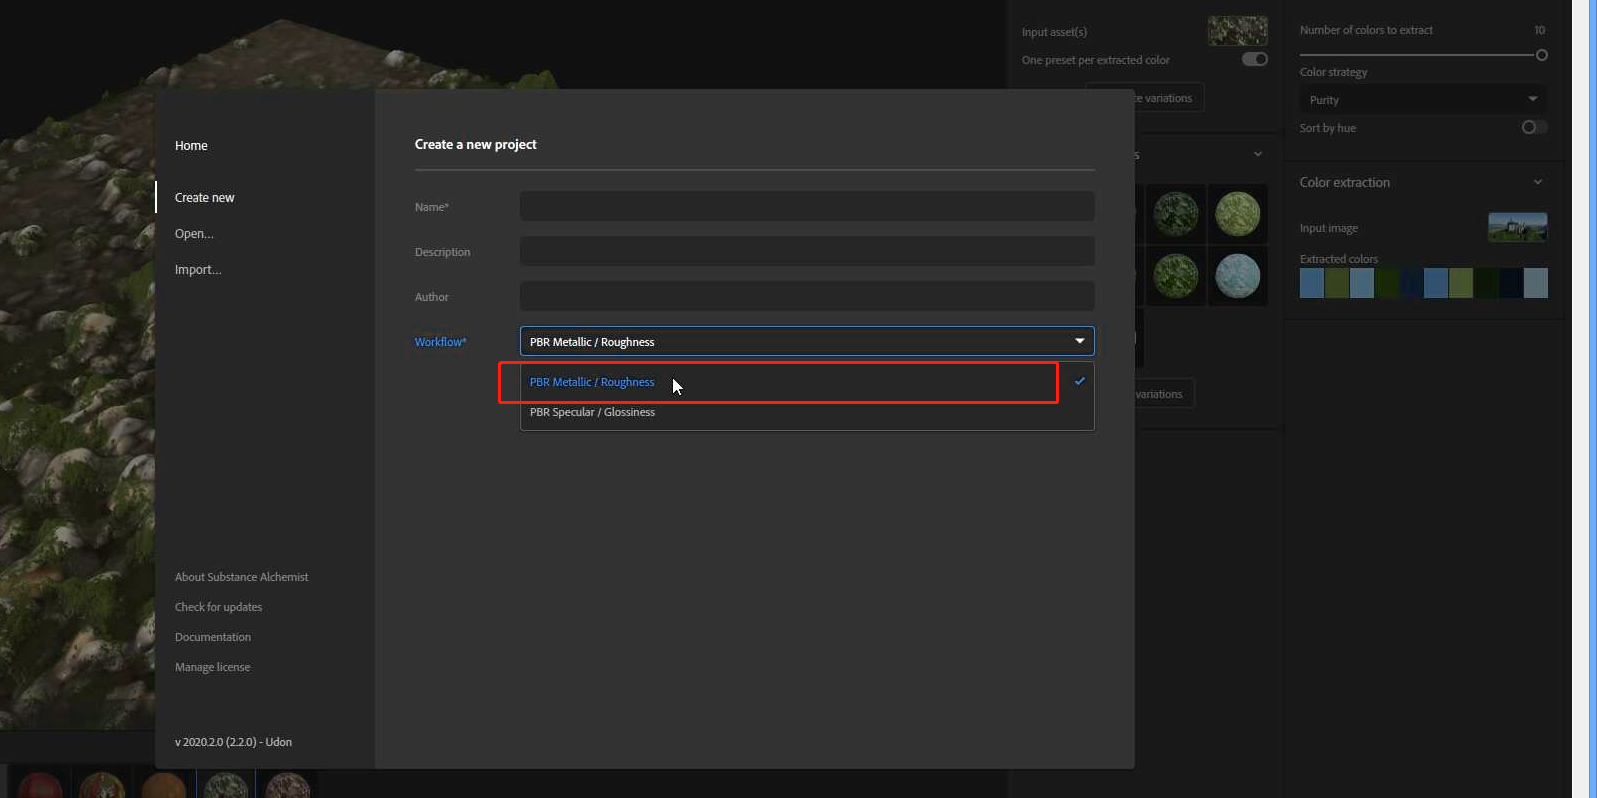 Home
Create new
Open...
Import...
About Substance Alchemist
Check for updates
Documentation
Manage license
v 2020.2.0 (2.2.0) - Udon
Create a new project
Name*
Description
Author
Workflow*
PBR Metallic / Roughness
PBR Metallic / Roughness
PBR Specular / Glossiness
Input asset(s)
One preset per extracted color
variations
variations
Number of colors to extract 10
Color strategy
Purity
Sort by hue
Color extraction
Input image
Extracted colors